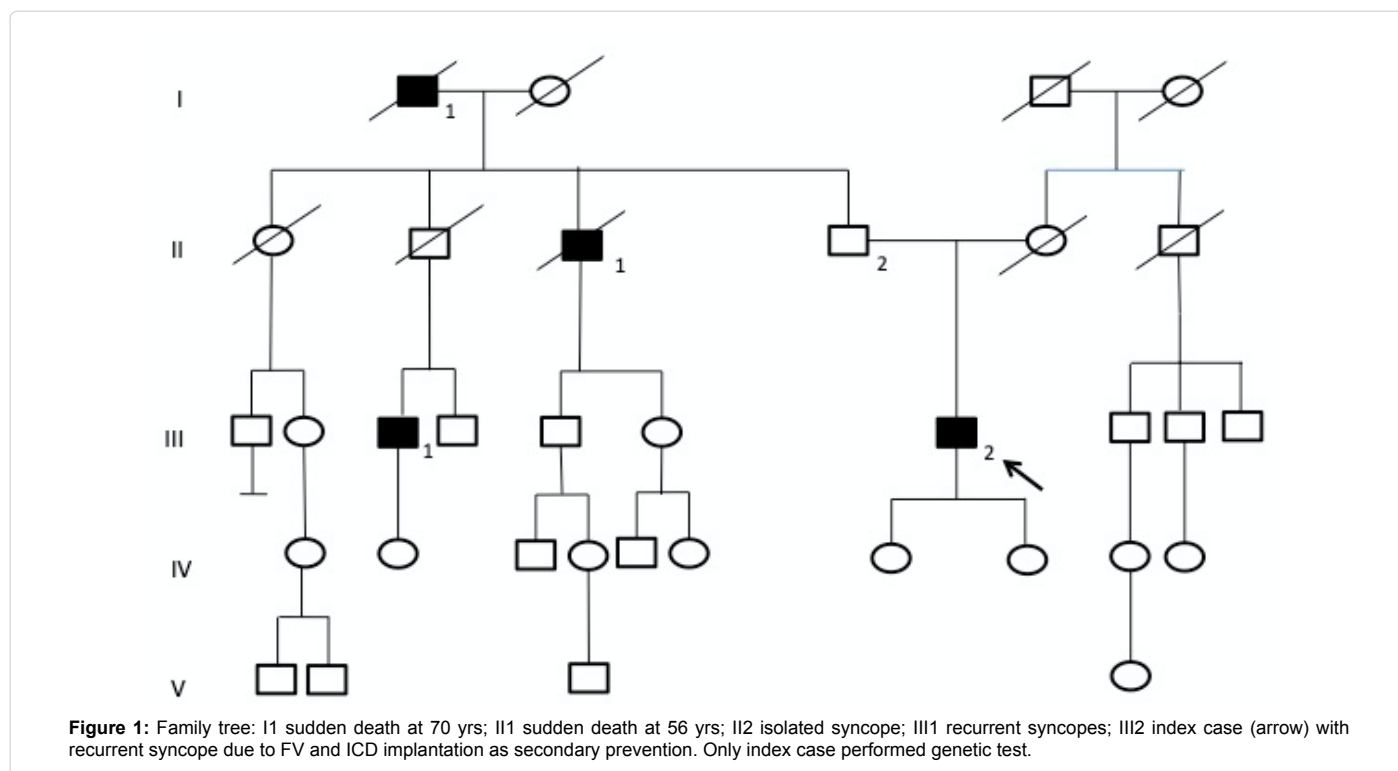 I
1
II
1
2
III
1
2
IV
V
Figure 1: Family tree: I1 sudden death at 70 yrs; II1 sudden death at 56 yrs; II2 isolated syncope; III1 recurrent syncopes; III2 index case (arrow) with
recurrent syncope due to FV and ICD implantation as secondary prevention. Only index case performed genetic test.